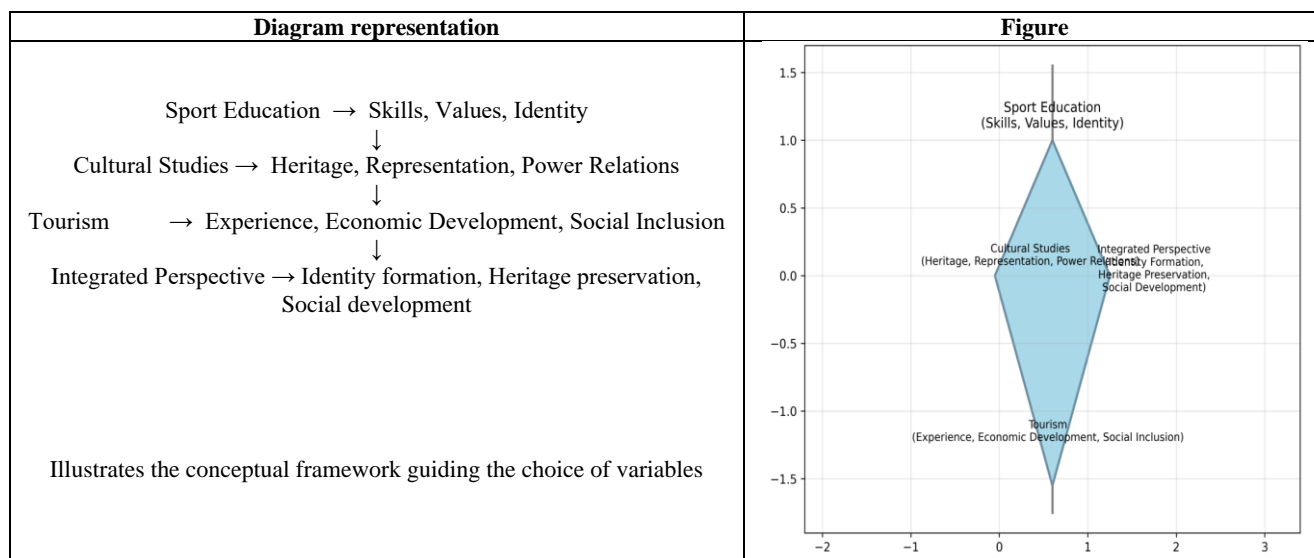 Diagram representation
Figure
Sport Education → Skills, Values, Identity
↓
Cultural Studies → Heritage, Representation, Power Relations
↓
Tourism → Experience, Economic Development, Social Inclusion
↓
Integrated Perspective → Identity formation, Heritage preservation,
Social development
Illustrates the conceptual framework guiding the choice of variables
1.5
1.0
0.5
0.0
−0.5
−1.0
−1.5
Sport Education
(Skills, Values, Identity)
Cultural Studies
(Heritage, Representation, Power Relations)
Integrated Perspective
(Identity Formation,
Heritage Preservation,
Social Development)
Tourism
(Experience, Economic Development, Social Inclusion)
−2
−1
0
1
2
3